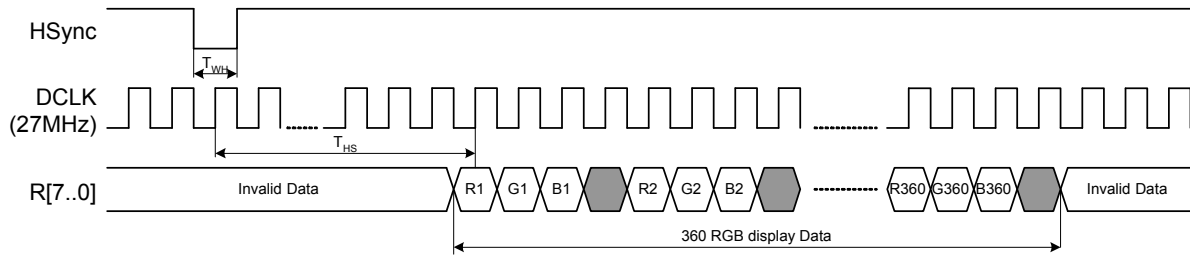 HSync
T_WH
DCLK
(27MHz)
T_HS
R[7..0]
Invalid Data R1 G1 B1 R2 G2 B2 R360 G360 B360 Invalid Data
360 RGB display Data